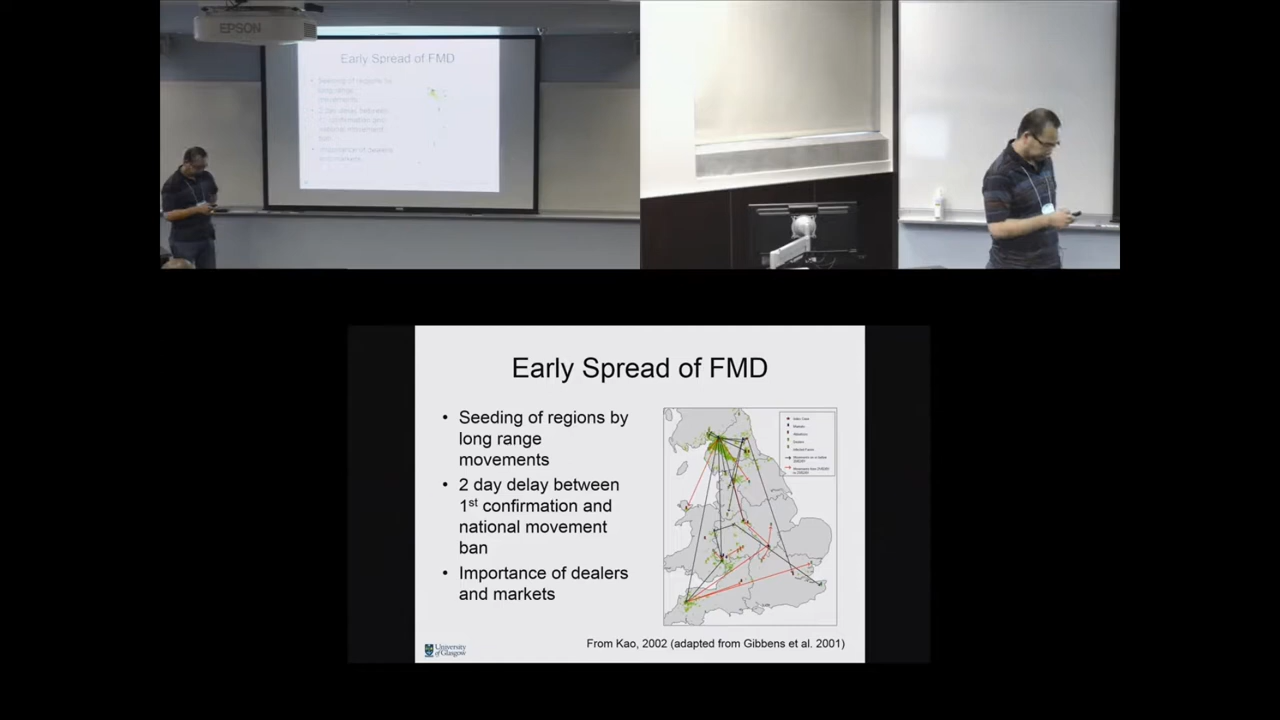 EPSON
Early Spread of FMD
Early Spread of FMD
• Seeding of regions by
long range
movements
• 2 day delay between
1st confirmation and
national movement
ban
• Importance of dealers
and markets
From Kao, 2002 (adapted from Gibbens et al. 2001)
University
of Glasgow